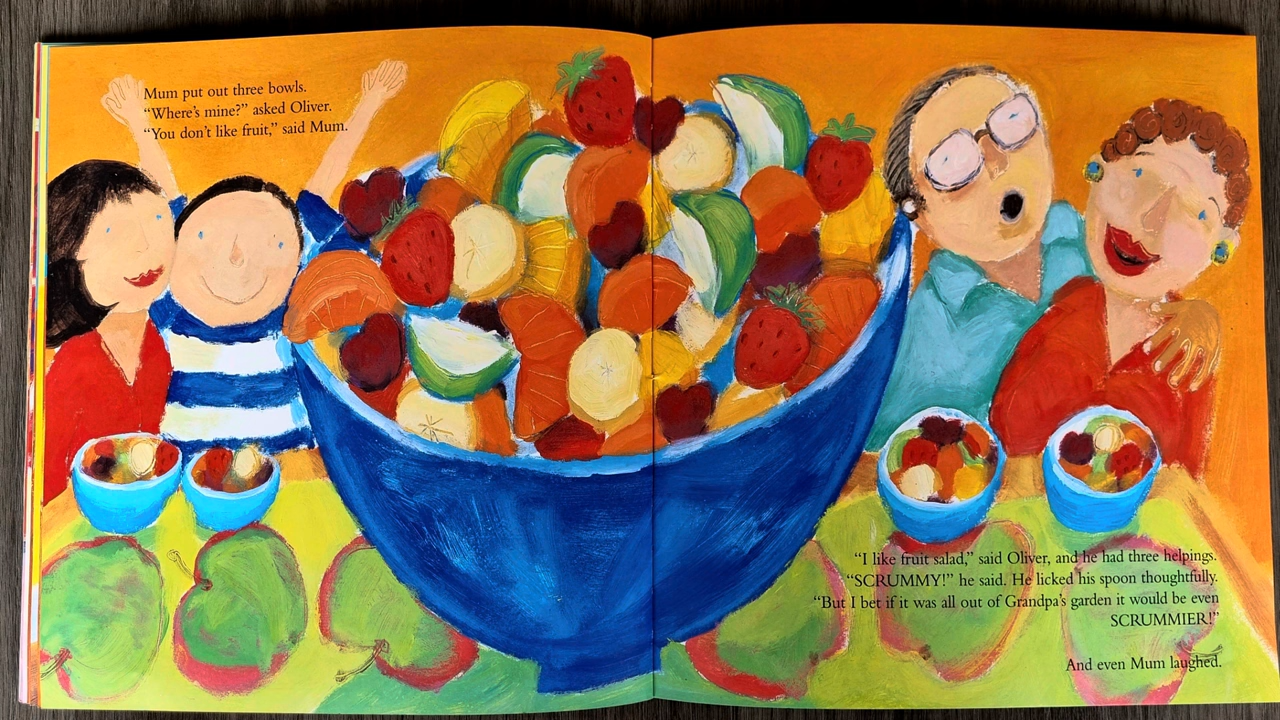 Mum put out three bowls.
“Where’s mine?” asked Oliver.
“You don’t like fruit,” said Mum.
“I like fruit salad,” said Oliver, and he had three helpings.
“SCRUMMY!” he said. He licked his spoon thoughtfully.
“But I bet if it was all out of Grandpa’s garden it would be even
SCRUMMIER!”
And even Mum laughed.